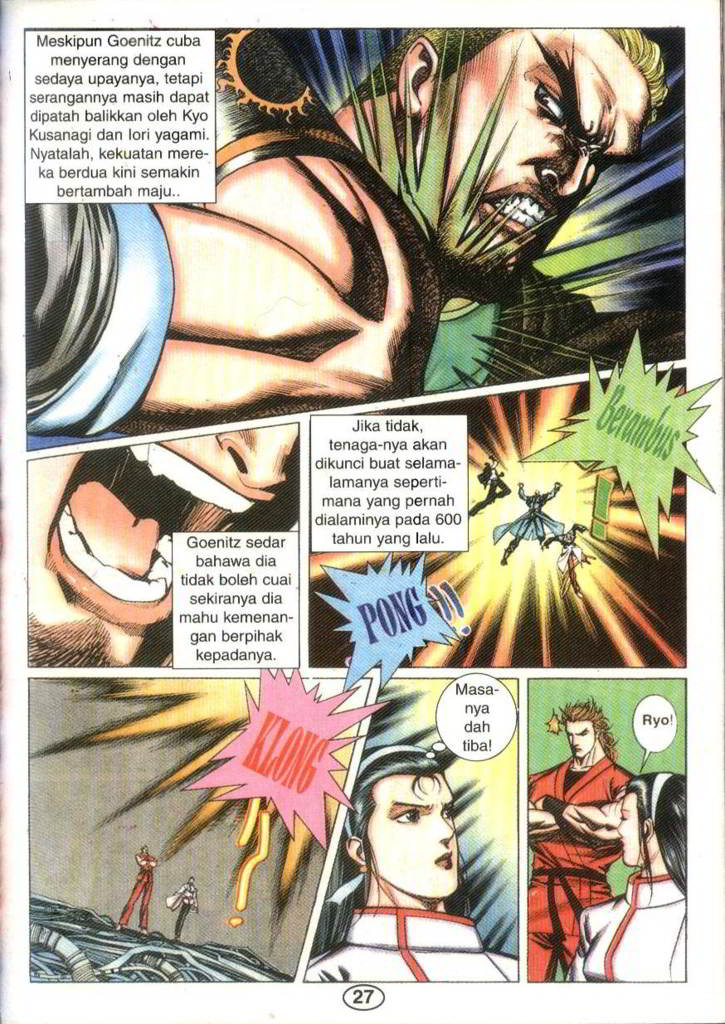 Meskipun Goenitz cuba
menyerang dengan
sedaya upayanya, tetapi
serangannya masih dapat
dipatah balikkan oleh Kyo
Kusanagi dan Iori yagami.
Nyatalah, kekuatan mere-
ka berdua kini semakin
bertambah maju..
Berambus
Jika tidak,
tenaga-nya akan
dikunci buat selama-
lamanya seperti-
mana yang pernah
dialaminya pada 600
tahun yang lalu.
Goenitz sedar
bahawa dia
tidak boleh cuai
sekiranya dia
mahu kemenan-
gan berpihak
kepadanya.
PONG!!
KLONG
Masa-
nya
dah
tiba!
Ryo!
27